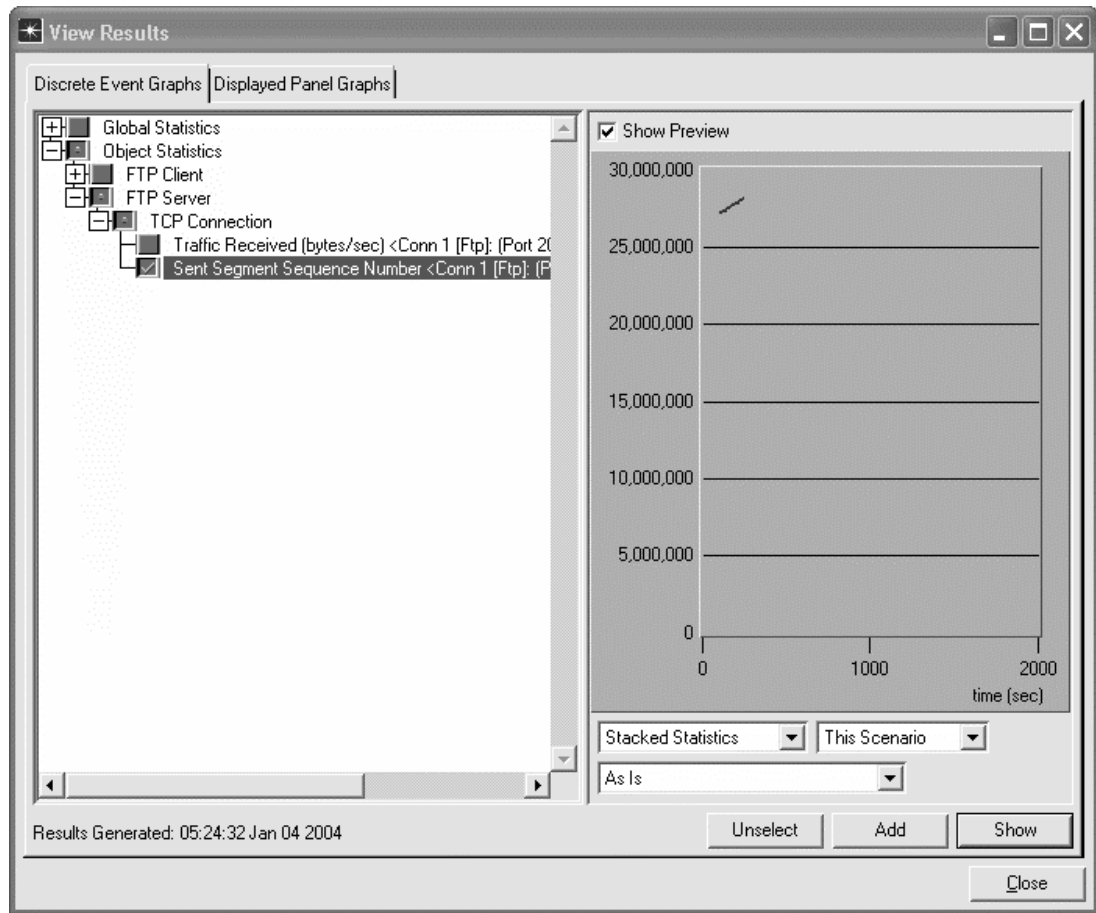 View Results
Discrete Event Graphs
Displayed Panel Graphs
Global Statistics
Object Statistics
FTP Client
FTP Server
TCP Connection
Traffic Received (bytes/sec) <Conn 1 [Ftp]: (Port 20
Sent Segment Sequence Number <Conn 1 [Ftp]: (P
Show Preview
30,000,000
25,000,000
20,000,000
15,000,000
10,000,000
5,000,000
0
0 1000 2000
time (sec)
Stacked Statistics
This Scenario
As Is
Results Generated: 05:24:32 Jan 04 2004
Unselect
Add
Show
Close